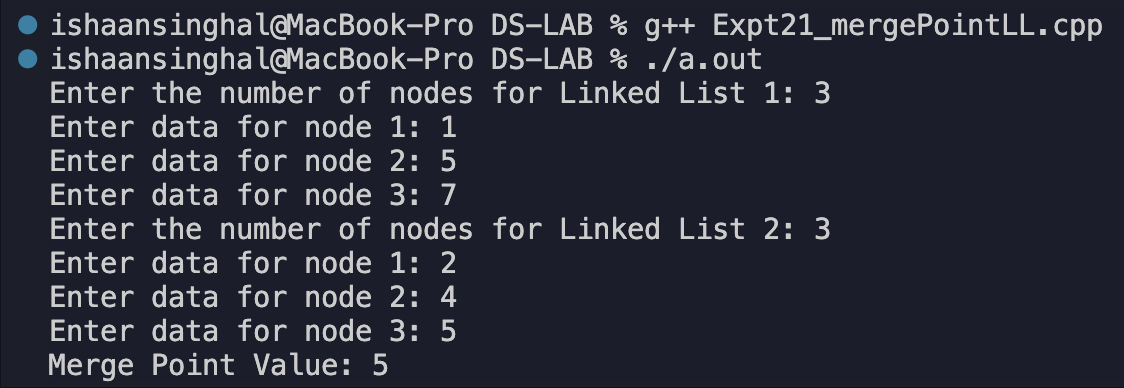 ishaansinghal@MacBook-Pro DS-LAB % g++ Expt21_mergePointLL.cpp
ishaansinghal@MacBook-Pro DS-LAB % ./a.out
Enter the number of nodes for Linked List 1: 3
Enter data for node 1: 1
Enter data for node 2: 5
Enter data for node 3: 7
Enter the number of nodes for Linked List 2: 3
Enter data for node 1: 2
Enter data for node 2: 4
Enter data for node 3: 5
Merge Point Value: 5